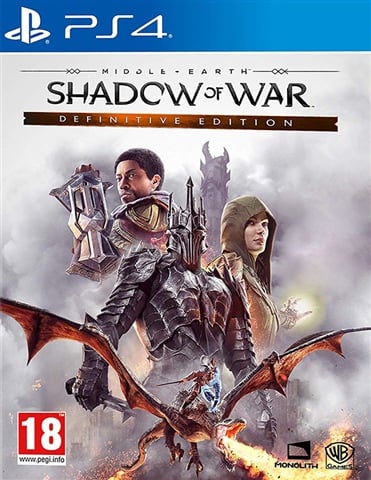 PS4
MIDDLE-EARTH
SHADOW OF WAR
DEFINITIVE EDITION
18
www.pegi.info
MONOLITH
WB
GAMES